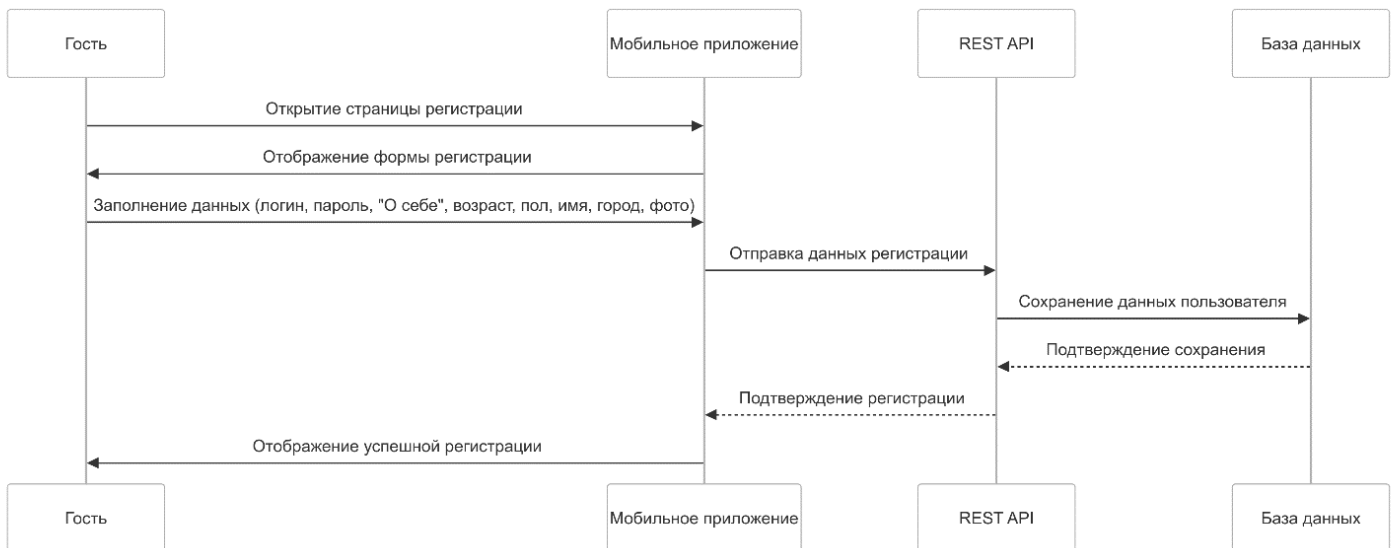 Гость
Мобильное приложение
REST API
База данных
Открытие страницы регистрации
Отображение формы регистрации
Заполнение данных (логин, пароль, "О себе", возраст, пол, имя, город, фото)
Отправка данных регистрации
Сохранение данных пользователя
Подтверждение сохранения
Подтверждение регистрации
Отображение успешной регистрации
Гость
Мобильное приложение
REST API
База данных